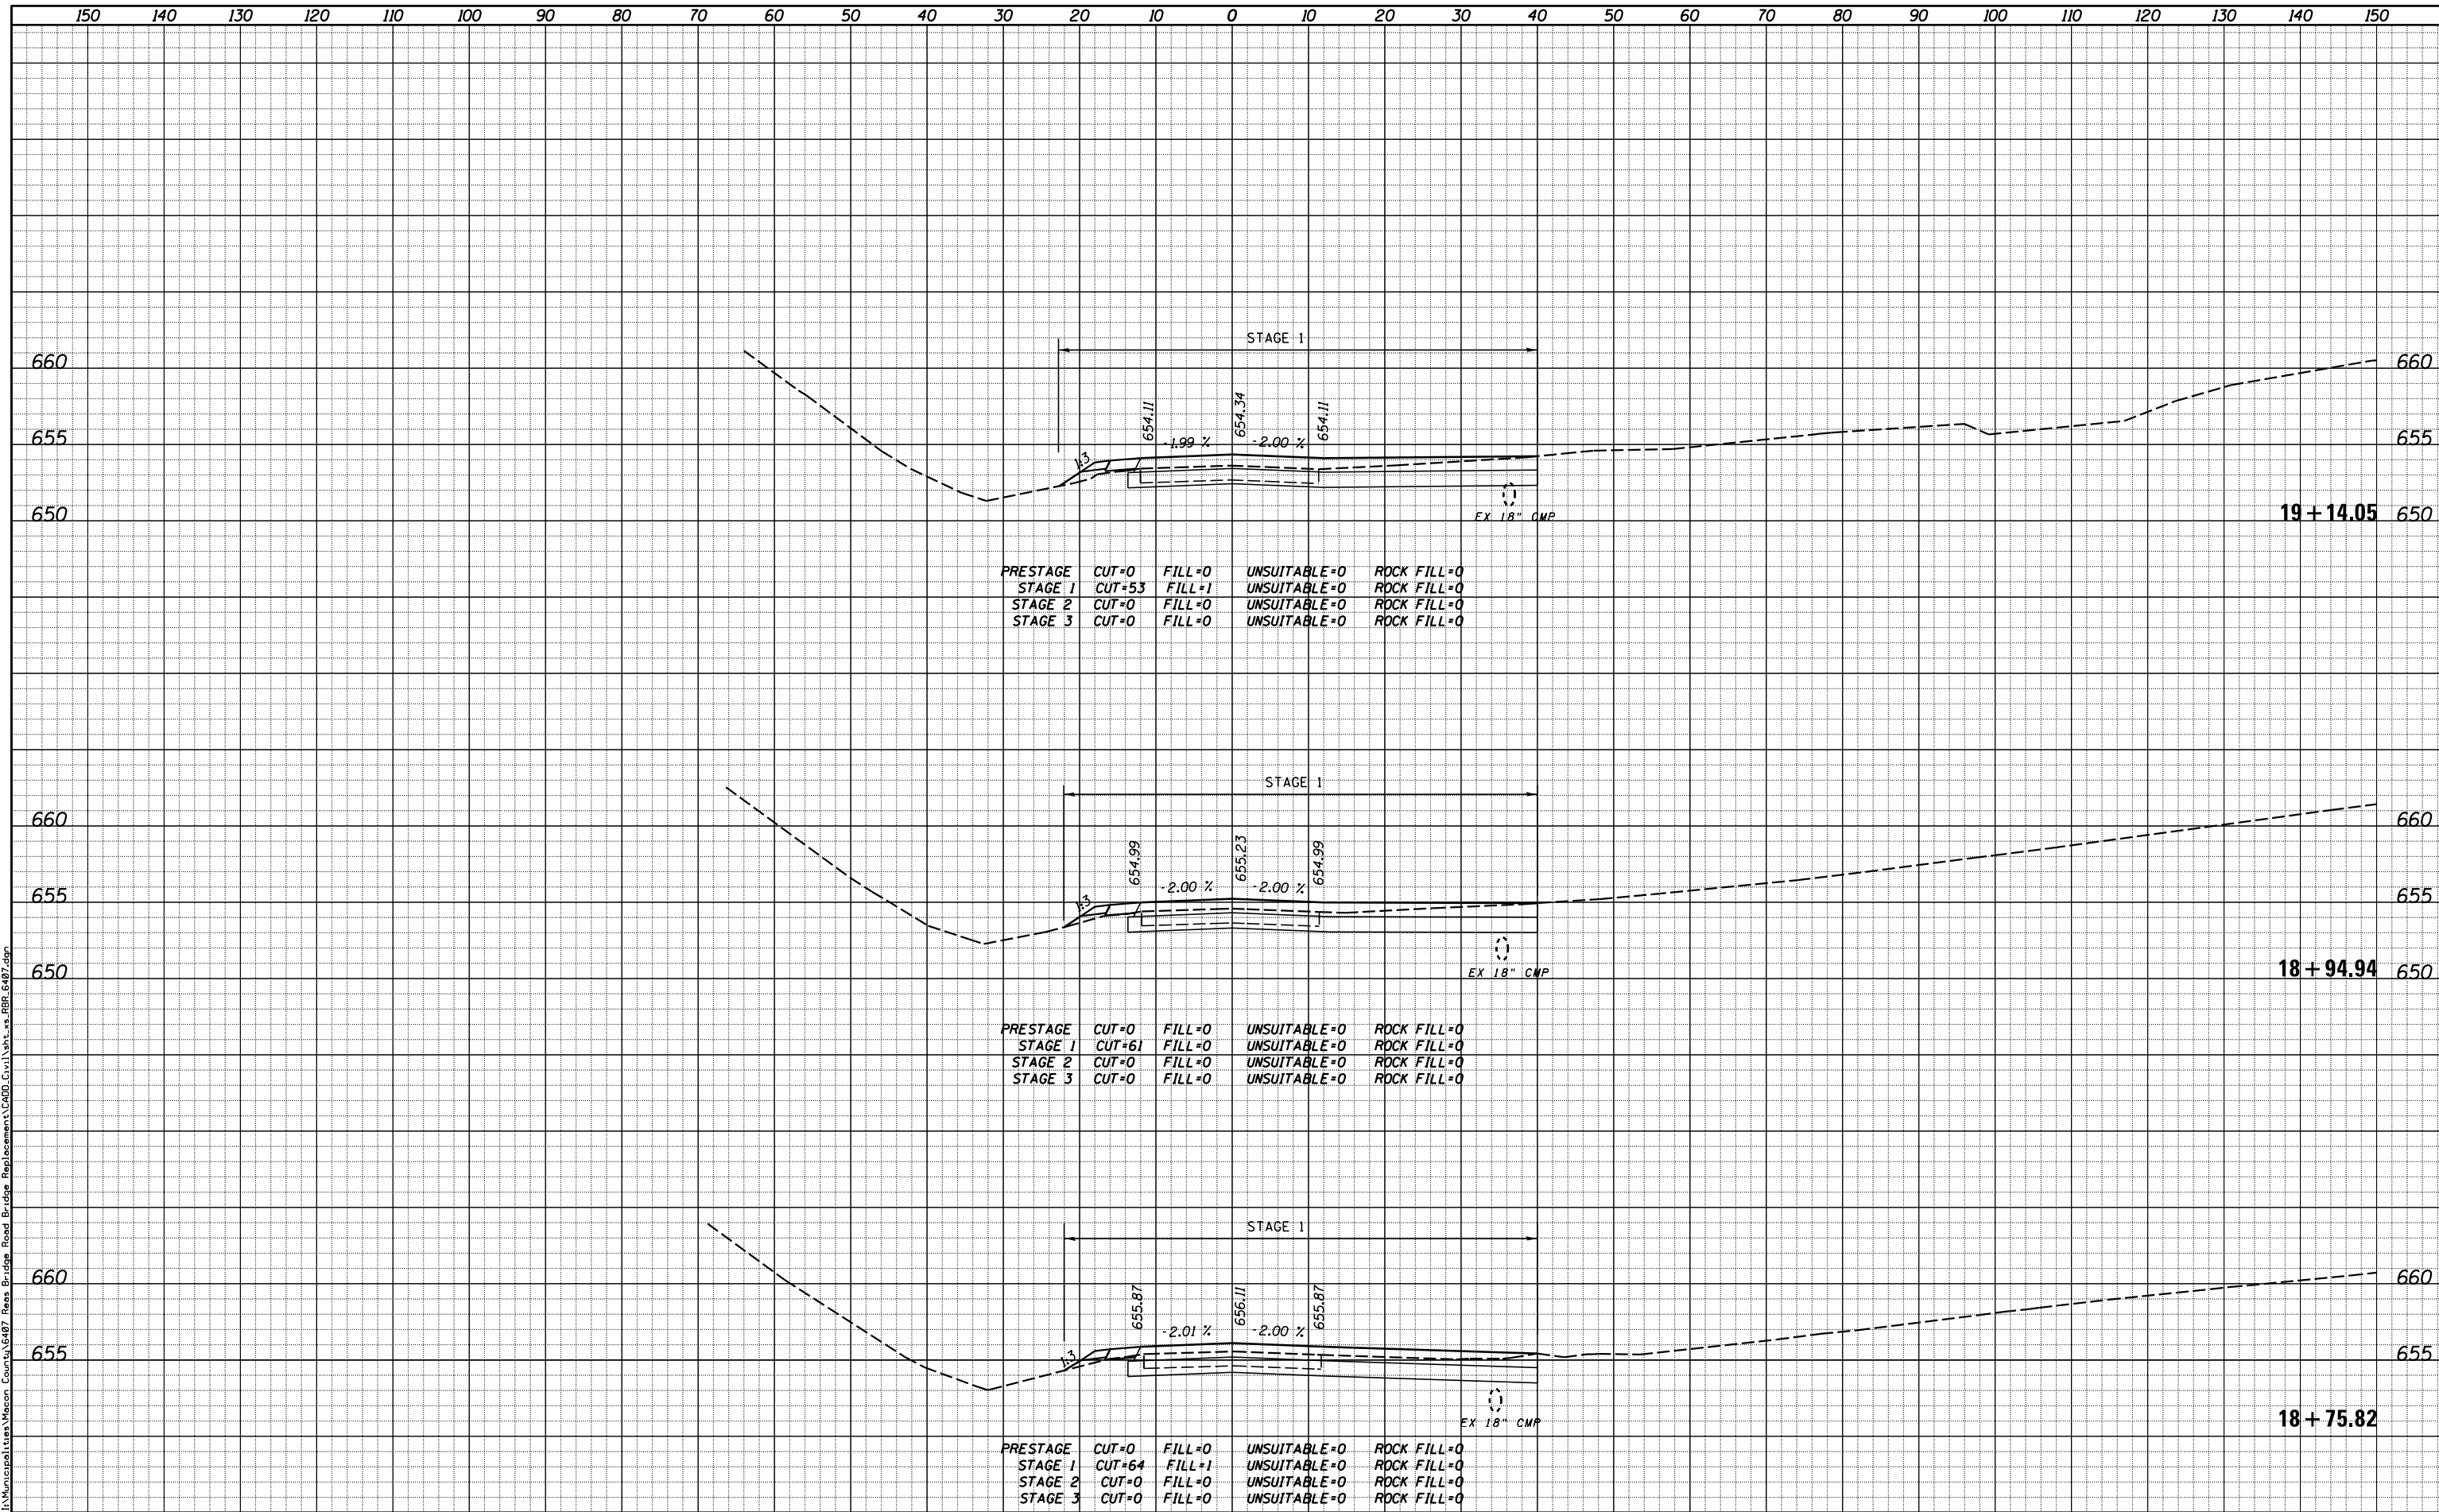 150 140 130 120 110 100 90 80 70 60 50 40 30 20 10 0 10 20 30 40 50 60 70 80 90 100 110 120 130 140 150
STAGE 1
660 660
654.11 654.34 654.11
655 -1.99 % -2.00 % 655
1:3
650 EX 18" CMP 19+14.05 650
PRESTAGE CUT=0 FILL=0 UNSUITABLE=0 ROCK FILL=0
STAGE 1 CUT=53 FILL=1 UNSUITABLE=0 ROCK FILL=0
STAGE 2 CUT=0 FILL=0 UNSUITABLE=0 ROCK FILL=0
STAGE 3 CUT=0 FILL=0 UNSUITABLE=0 ROCK FILL=0
STAGE 1
660 660
654.99 655.23 654.99
655 -2.00 % -2.00 % 655
1:3
650 EX 18" CMP 18+94.94 650
PRESTAGE CUT=0 FILL=0 UNSUITABLE=0 ROCK FILL=0
STAGE 1 CUT=61 FILL=0 UNSUITABLE=0 ROCK FILL=0
STAGE 2 CUT=0 FILL=0 UNSUITABLE=0 ROCK FILL=0
STAGE 3 CUT=0 FILL=0 UNSUITABLE=0 ROCK FILL=0
STAGE 1
660 660
655.87 656.11 655.87
-2.01 % -2.00 %
655 1:3 655
EX 18" CMP 18+75.82
PRESTAGE CUT=0 FILL=0 UNSUITABLE=0 ROCK FILL=0
STAGE 1 CUT=64 FILL=1 UNSUITABLE=0 ROCK FILL=0
STAGE 2 CUT=0 FILL=0 UNSUITABLE=0 ROCK FILL=0
STAGE 3 CUT=0 FILL=0 UNSUITABLE=0 ROCK FILL=0
I:\Municipalities\Macon County\6407 Reas Bridge Road Bridge Replacement\CADD_Civil\sht_xs_RBR_6407.dgn